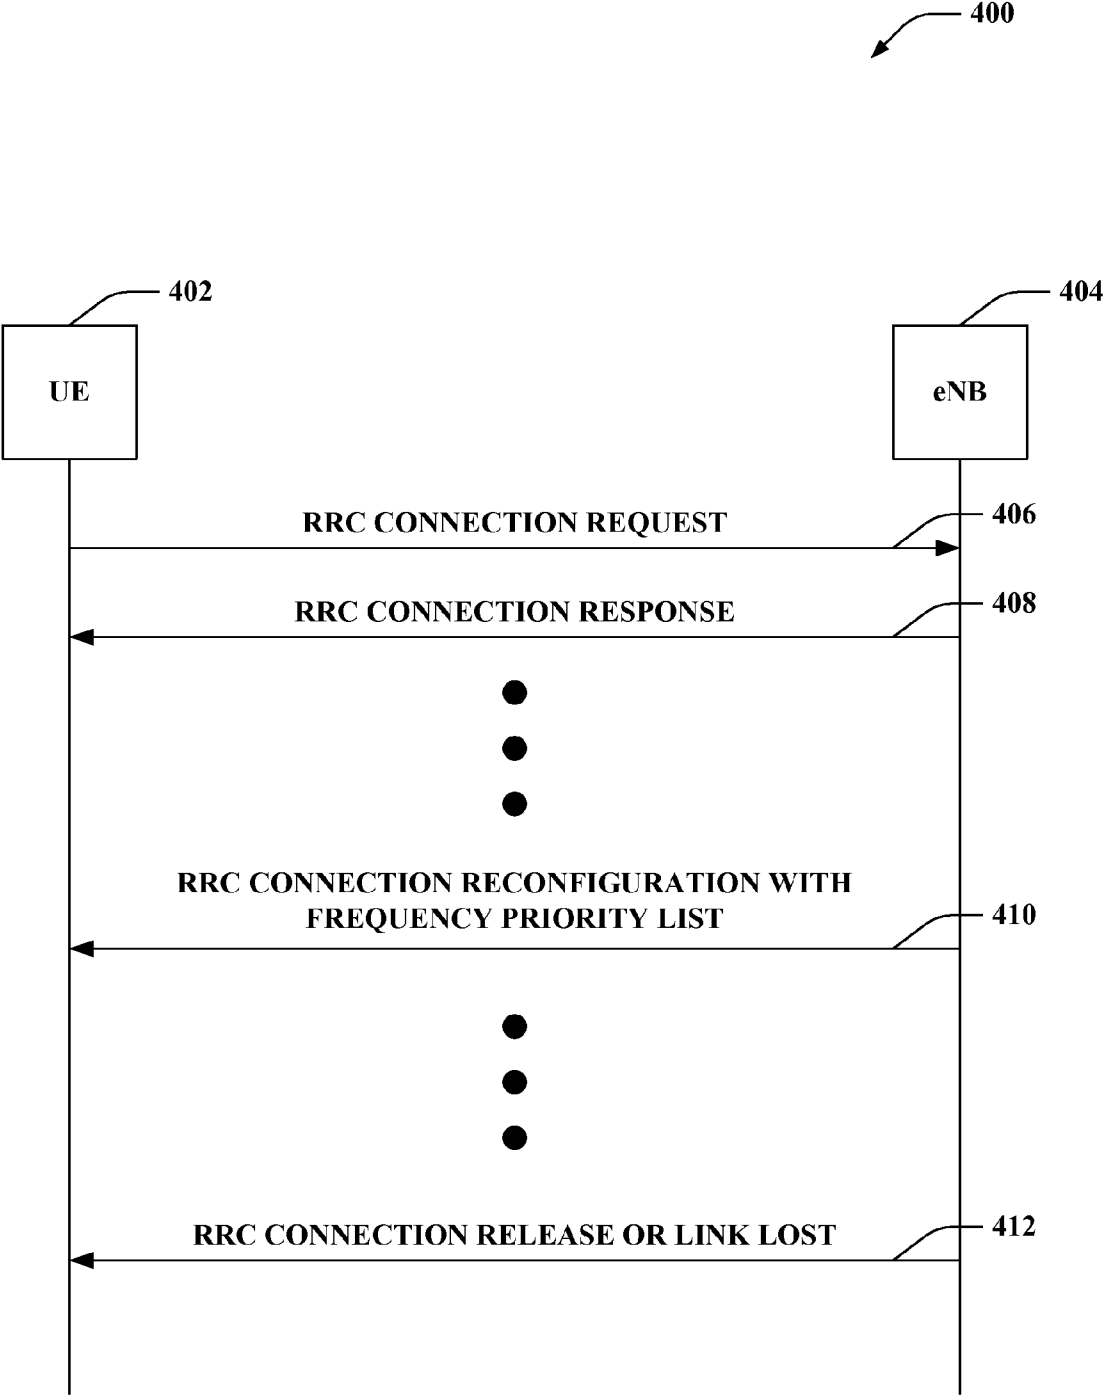 400
402
404
UE
eNB
RRC CONNECTION REQUEST
406
RRC CONNECTION RESPONSE
408
RRC CONNECTION RECONFIGURATION WITH
FREQUENCY PRIORITY LIST
410
RRC CONNECTION RELEASE OR LINK LOST
412